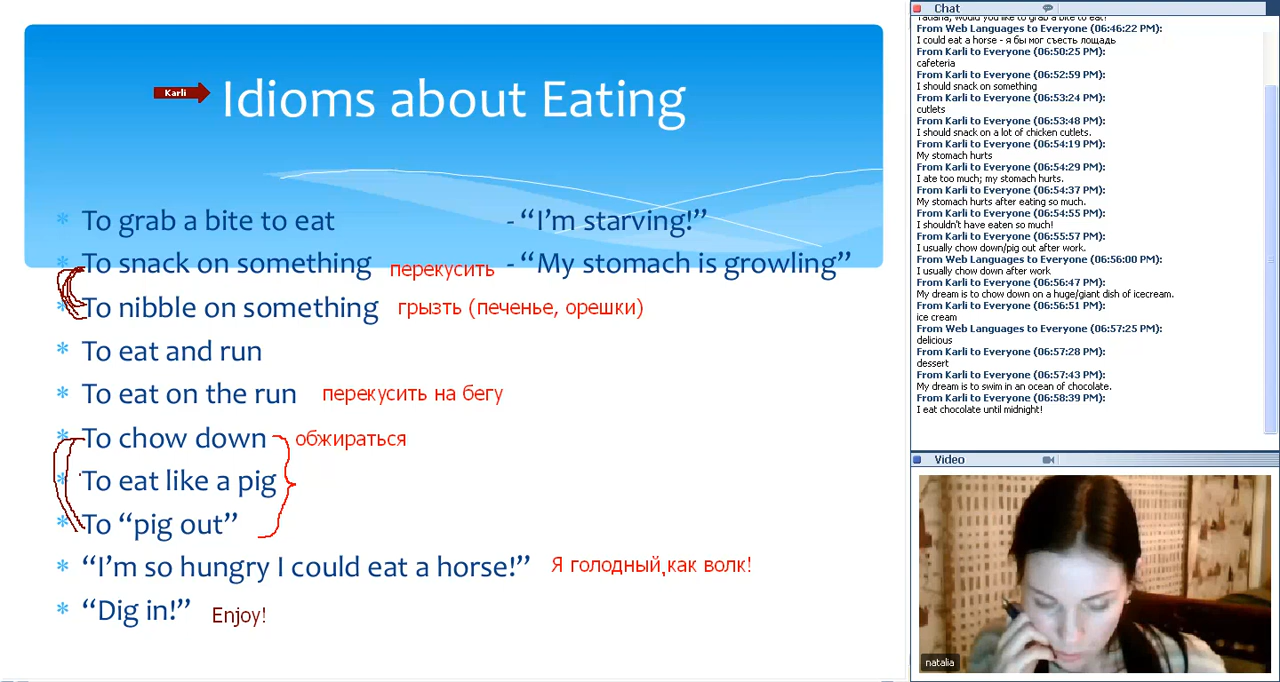 Karli
Idioms about Eating
* To grab a bite to eat - “I’m starving!”
* To snack on something перекусить - “My stomach is growling”
* To nibble on something грызть (печенье, орешки)
* To eat and run
* To eat on the run перекусить на бегу
* To chow down обжираться
* To eat like a pig
* To “pig out”
* “I’m so hungry I could eat a horse!” Я голодный,как волк!
* “Dig in!” Enjoy!
Chat
Tatiana, would you like to grab a bite to eat!
From Web Languages to Everyone (06:46:22 PM):
I could eat a horse - я бы мог съесть лощадь
From Karli to Everyone (06:50:25 PM):
cafeteria
From Karli to Everyone (06:52:59 PM):
I should snack on something
From Karli to Everyone (06:53:24 PM):
cutlets
From Karli to Everyone (06:53:48 PM):
I should snack on a lot of chicken cutlets.
From Karli to Everyone (06:54:19 PM):
My stomach hurts
From Karli to Everyone (06:54:29 PM):
I ate too much; my stomach hurts.
From Karli to Everyone (06:54:37 PM):
My stomach hurts after eating so much.
From Karli to Everyone (06:54:55 PM):
I shouldn't have eaten so much!
From Karli to Everyone (06:55:57 PM):
I usually chow down/pig out after work.
From Web Languages to Everyone (06:56:00 PM):
I usually chow down after work
From Karli to Everyone (06:56:47 PM):
My dream is to chow down on a huge/giant dish of icecream.
From Karli to Everyone (06:56:51 PM):
ice cream
From Web Languages to Everyone (06:57:25 PM):
delicious
From Karli to Everyone (06:57:28 PM):
dessert
From Karli to Everyone (06:57:43 PM):
My dream is to swim in an ocean of chocolate.
From Karli to Everyone (06:58:39 PM):
I eat chocolate until midnight!
Video
natalia